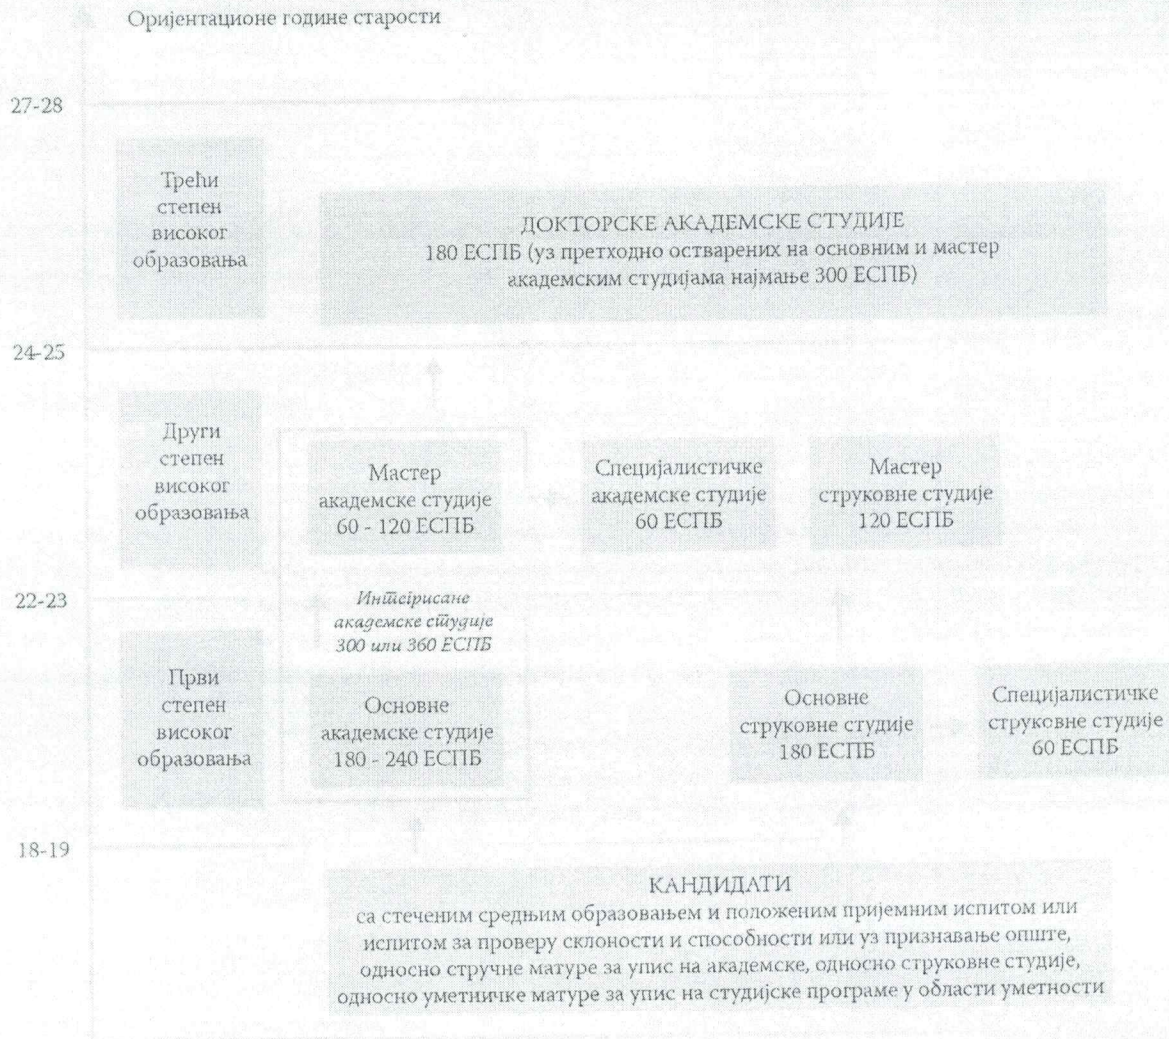 Оријентационе године старости
27-28
Трећи
степен
високог
образовања
ДОКТОРСКЕ АКАДЕМСКЕ СТУДИЈЕ
180 ЕСПБ (уз претходно остварених на основним и мастер
академским студијама најмање 300 ЕСПБ)
24-25
Други
степен
високог
образовања
Мастер
академске студије
60 - 120 ЕСПБ
Специјалистичке
академске студије
60 ЕСПБ
Мастер
струковне студије
120 ЕСПБ
22-23
Интегрисане
академске студије
300 или 360 ЕСПБ
Први
степен
високог
образовања
Основне
академске студије
180 - 240 ЕСПБ
Основне
струковне студије
180 ЕСПБ
Специјалистичке
струковне студије
60 ЕСПБ
18-19
КАНДИДАТИ
са стеченим средњим образовањем и положеним пријемним испитом или
испитом за проверу склоности и способности или уз признавање опште,
односно стручне матуре за упис на академске, односно струковне студије,
односно уметничке матуре за упис на студијске програме у области уметности